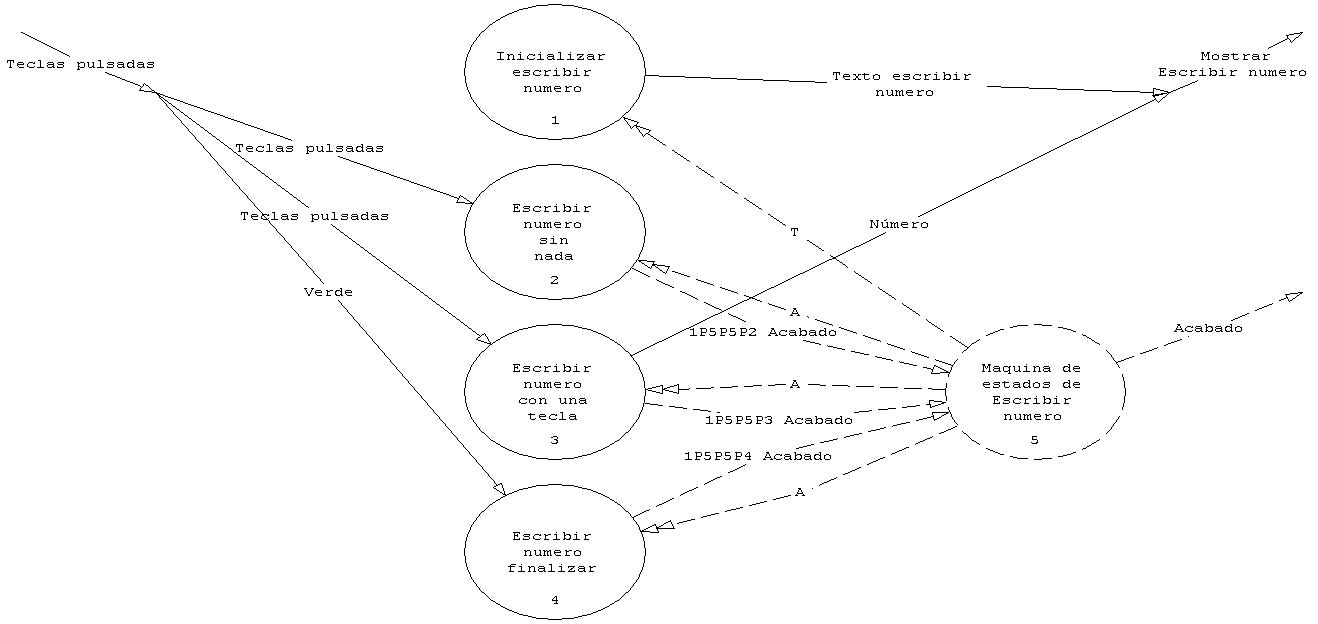 Teclas pulsadas
Inicializar
escribir
numero
1
Texto escribir
numero
Mostrar
Escribir numero
Teclas pulsadas
Teclas pulsadas
Verde
Escribir
numero
sin
nada
2
T
Número
A
1P5P5P2 Acabado
Acabado
Escribir
numero
con una
tecla
3
A
1P5P5P3 Acabado
1P5P5P4 Acabado
A
Maquina de
estados de
Escribir
numero
5
Escribir
numero
finalizar
4